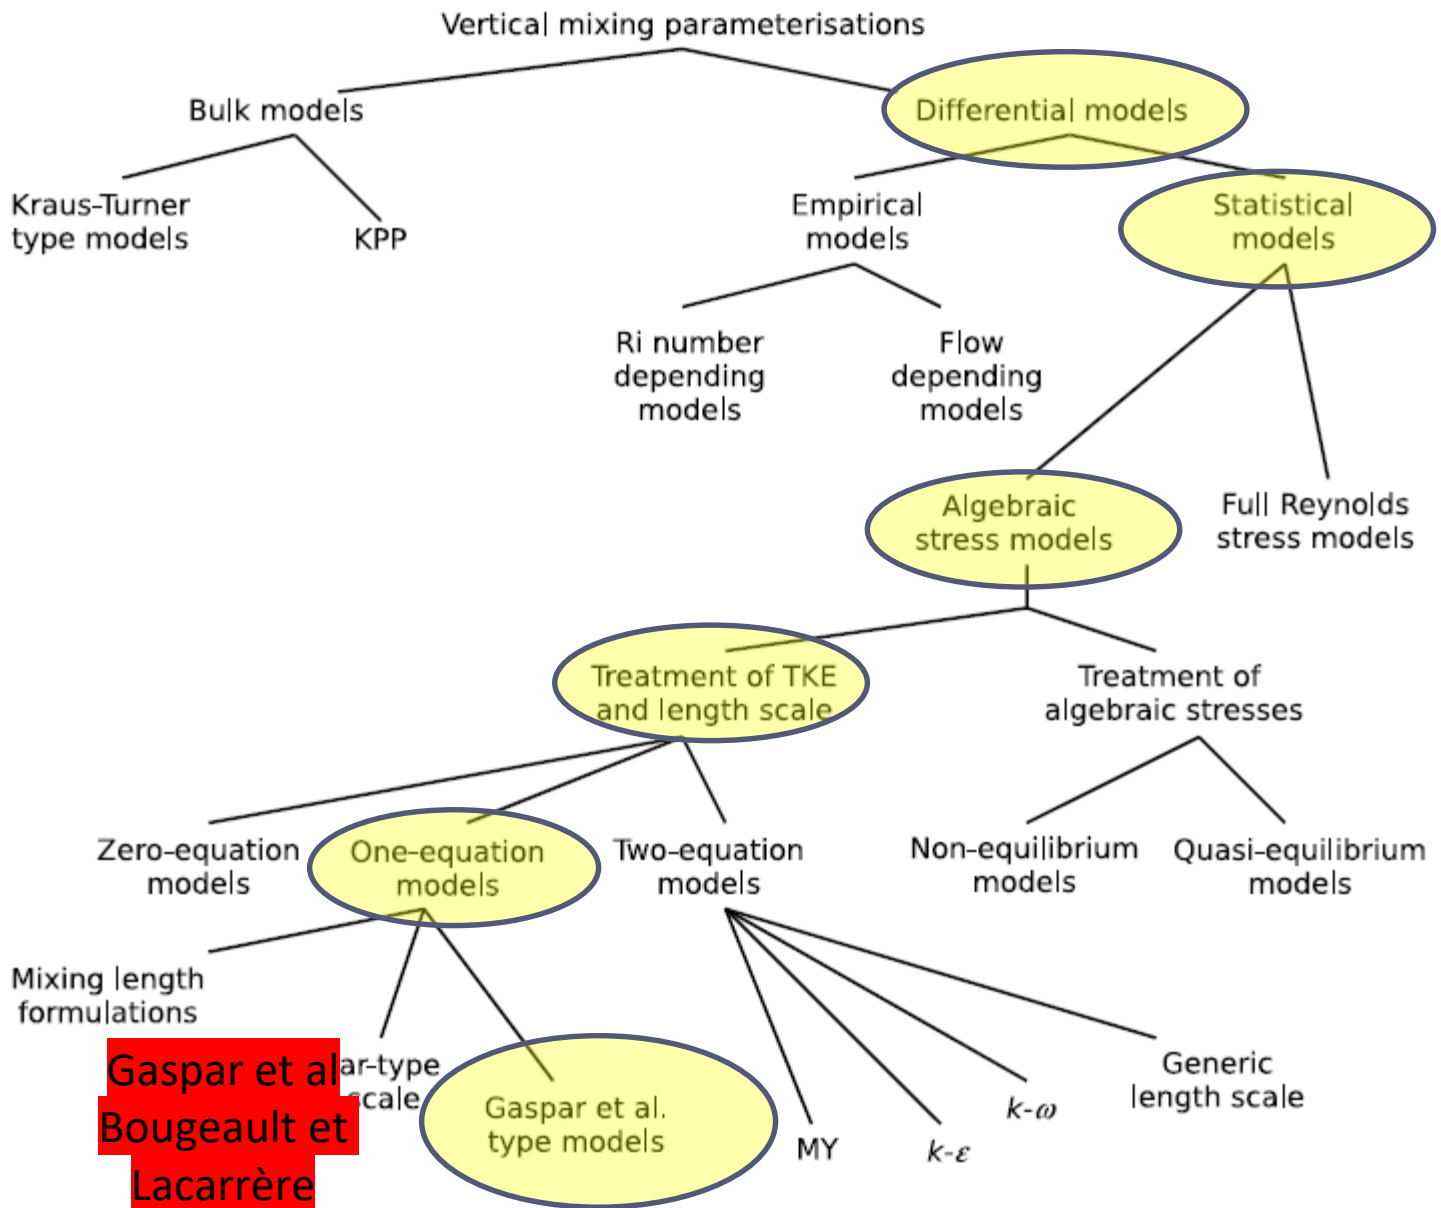 Vertical mixing parameterisations
Bulk models
Differential models
Kraus-Turner
type models
KPP
Empirical
models
Statistical
models
Ri number
depending
models
Flow
depending
models
Algebraic
stress models
Full Reynolds
stress models
Treatment of TKE
and length scale
Treatment of
algebraic stresses
Zero-equation
models
One-equation
models
Two-equation
models
Non-equilibrium
models
Quasi-equilibrium
models
Mixing length
formulations
ar-type
scale
Gaspar et al
Bougeault et
Lacarrère
Gaspar et al.
type models
MY
k-ε
k-ω
Generic
length scale